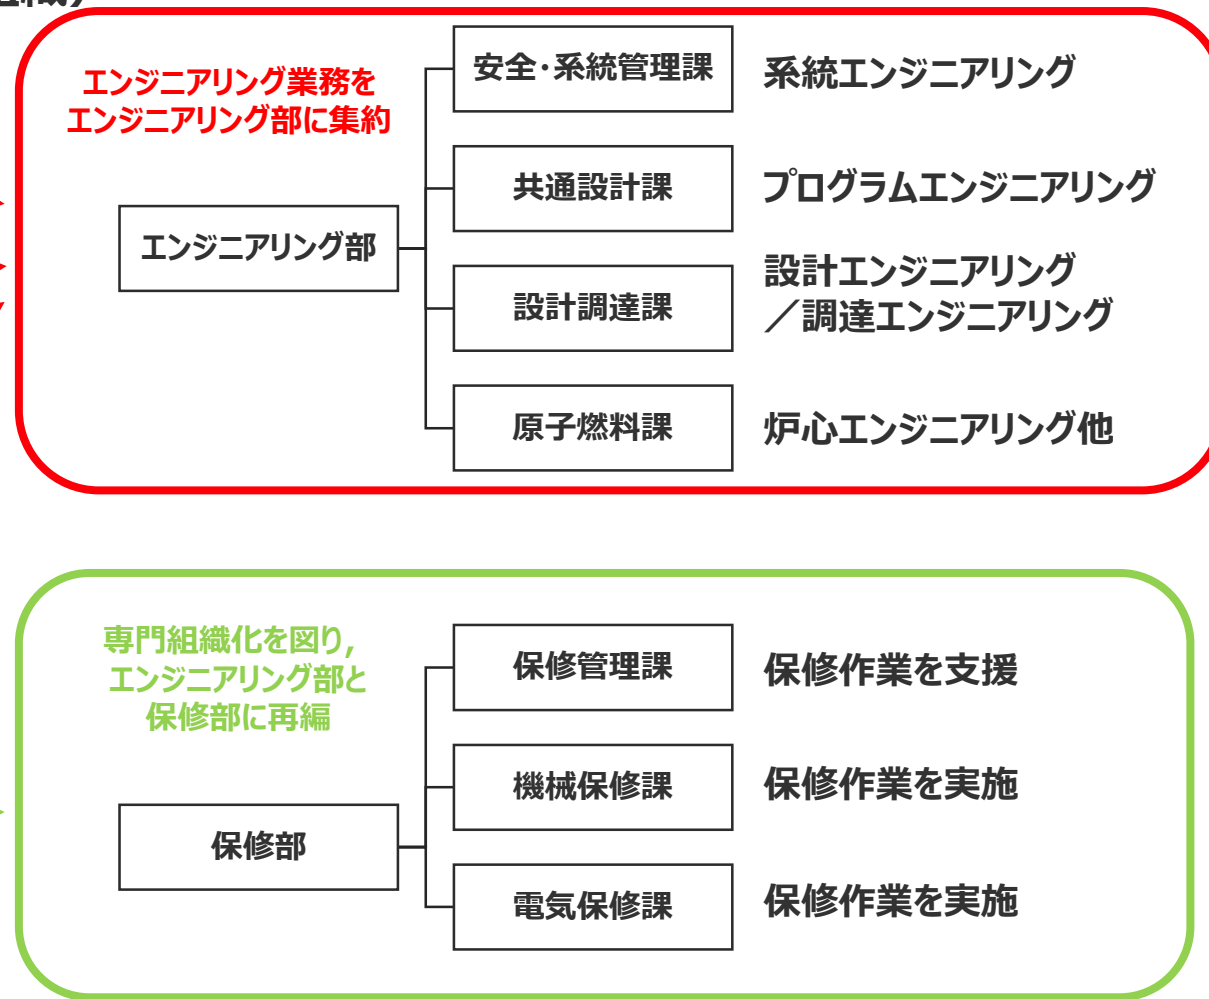 エンジニアリング業務を
エンジニアリング部に集約
エンジニアリング部
安全・系統管理課
系統エンジニアリング
共通設計課
プログラムエンジニアリング
設計調達課
設計エンジニアリング
／調達エンジニアリング
原子燃料課
炉心エンジニアリング他
専門組織化を図り,
エンジニアリング部と
保修部に再編
保修部
保修管理課
保修作業を支援
機械保修課
保修作業を実施
電気保修課
保修作業を実施